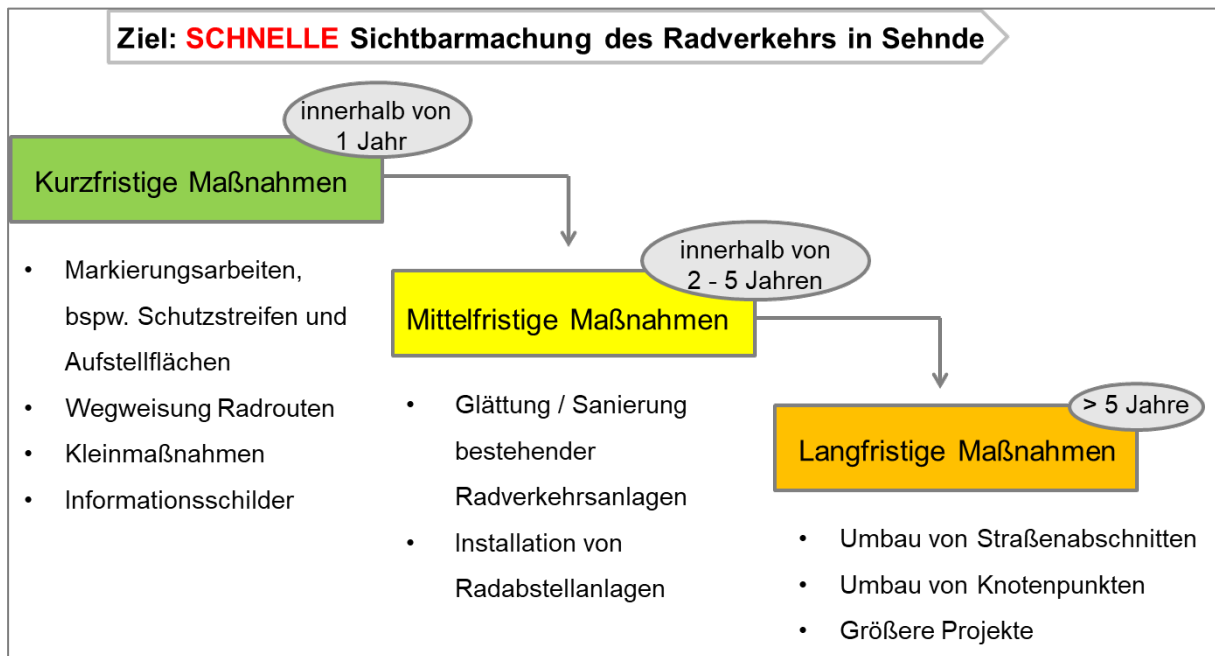 Ziel: SCHNELLE Sichtbarmachung des Radverkehrs in Sehnde
innerhalb von
1 Jahr
Kurzfristige Maßnahmen
• Markierungsarbeiten,
bspw. Schutzstreifen und
Aufstellflächen
• Wegweisung Radrouten
• Kleinmaßnahmen
• Informationsschilder
innerhalb von
2 - 5 Jahren
Mittelfristige Maßnahmen
• Glättung / Sanierung
bestehender
Radverkehrsanlagen
• Installation von
Radabstellanlagen
> 5 Jahre
Langfristige Maßnahmen
• Umbau von Straßenabschnitten
• Umbau von Knotenpunkten
• Größere Projekte